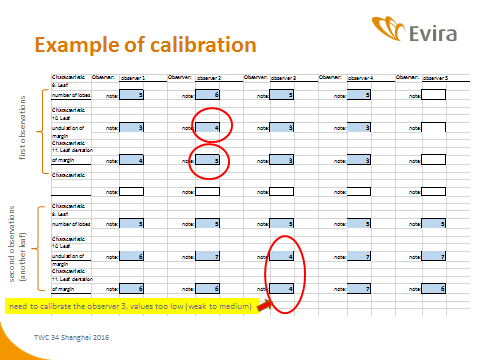 Evira
Example of calibration
Characteristic Observer: observer 1 Observer: observer 2 Observer: observer 3 Observer: observer 4 Observer: observer 5
9. Leaf
number of lobes note: 5 note: 6 note: 5 note: 5 note:
Characteristic
10. Leaf
undulation of note: 3 note: 4 note: 3 note: 3 note:
margin
Characteristic
11. Leaf dentation
of margin note: 4 note: 5 note: 3 note: 3 note:
Characteristic
note: note: note: note: note:
Characteristic
9. Leaf
number of lobes note: 5 note: 5 note: 5 note: 5 note: 5
Characteristic
10. Leaf
undulation of note: 6 note: 7 note: 4 note: 7 note: 7
margin
Characteristic
11. Leaf dentation
of margin note: 6 note: 6 note: 4 note: 7 note: 6
first observations
second observations
(another leaf)
need to calibrate the observer 3, values too low (weak to medium)
TWC 34 Shanghai 2016